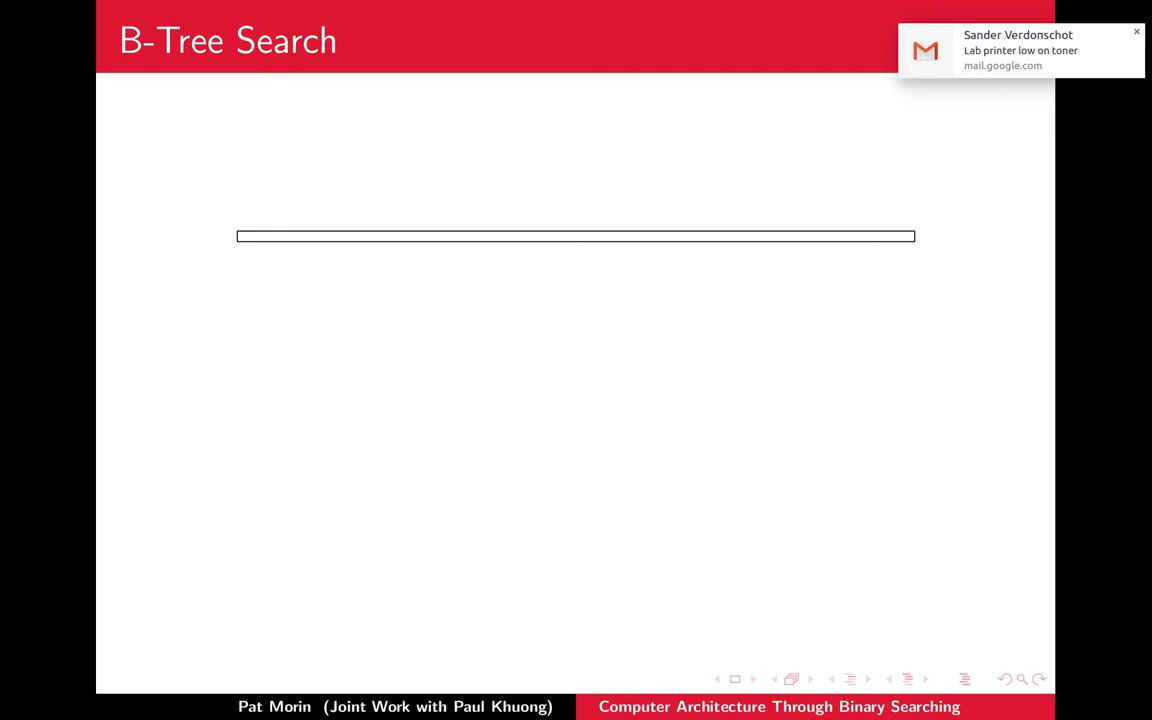 B-Tree Search
Sander Verdonschot
Lab printer low on toner
mail.google.com
Pat Morin (Joint Work with Paul Khuong)
Computer Architecture Through Binary Searching